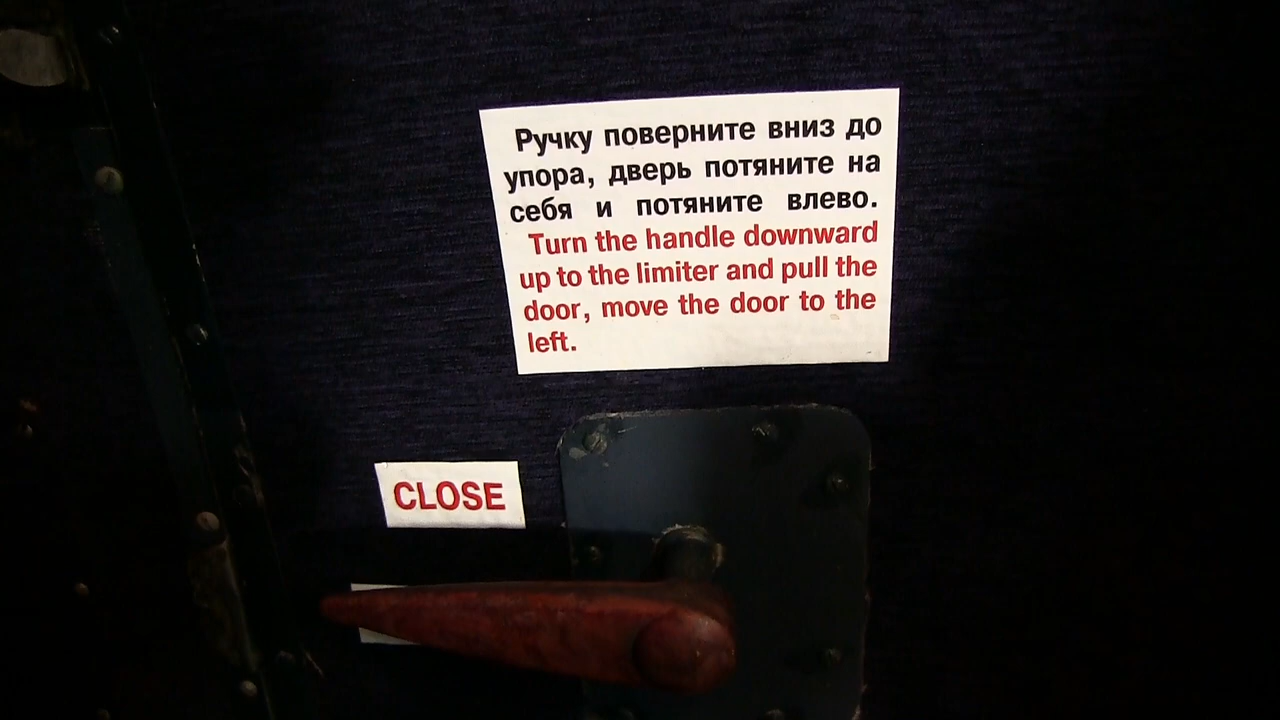 Ручку поверните вниз до
упора, дверь потяните на
себя и потяните влево.
Turn the handle downward
up to the limiter and pull the
door, move the door to the
left.
CLOSE